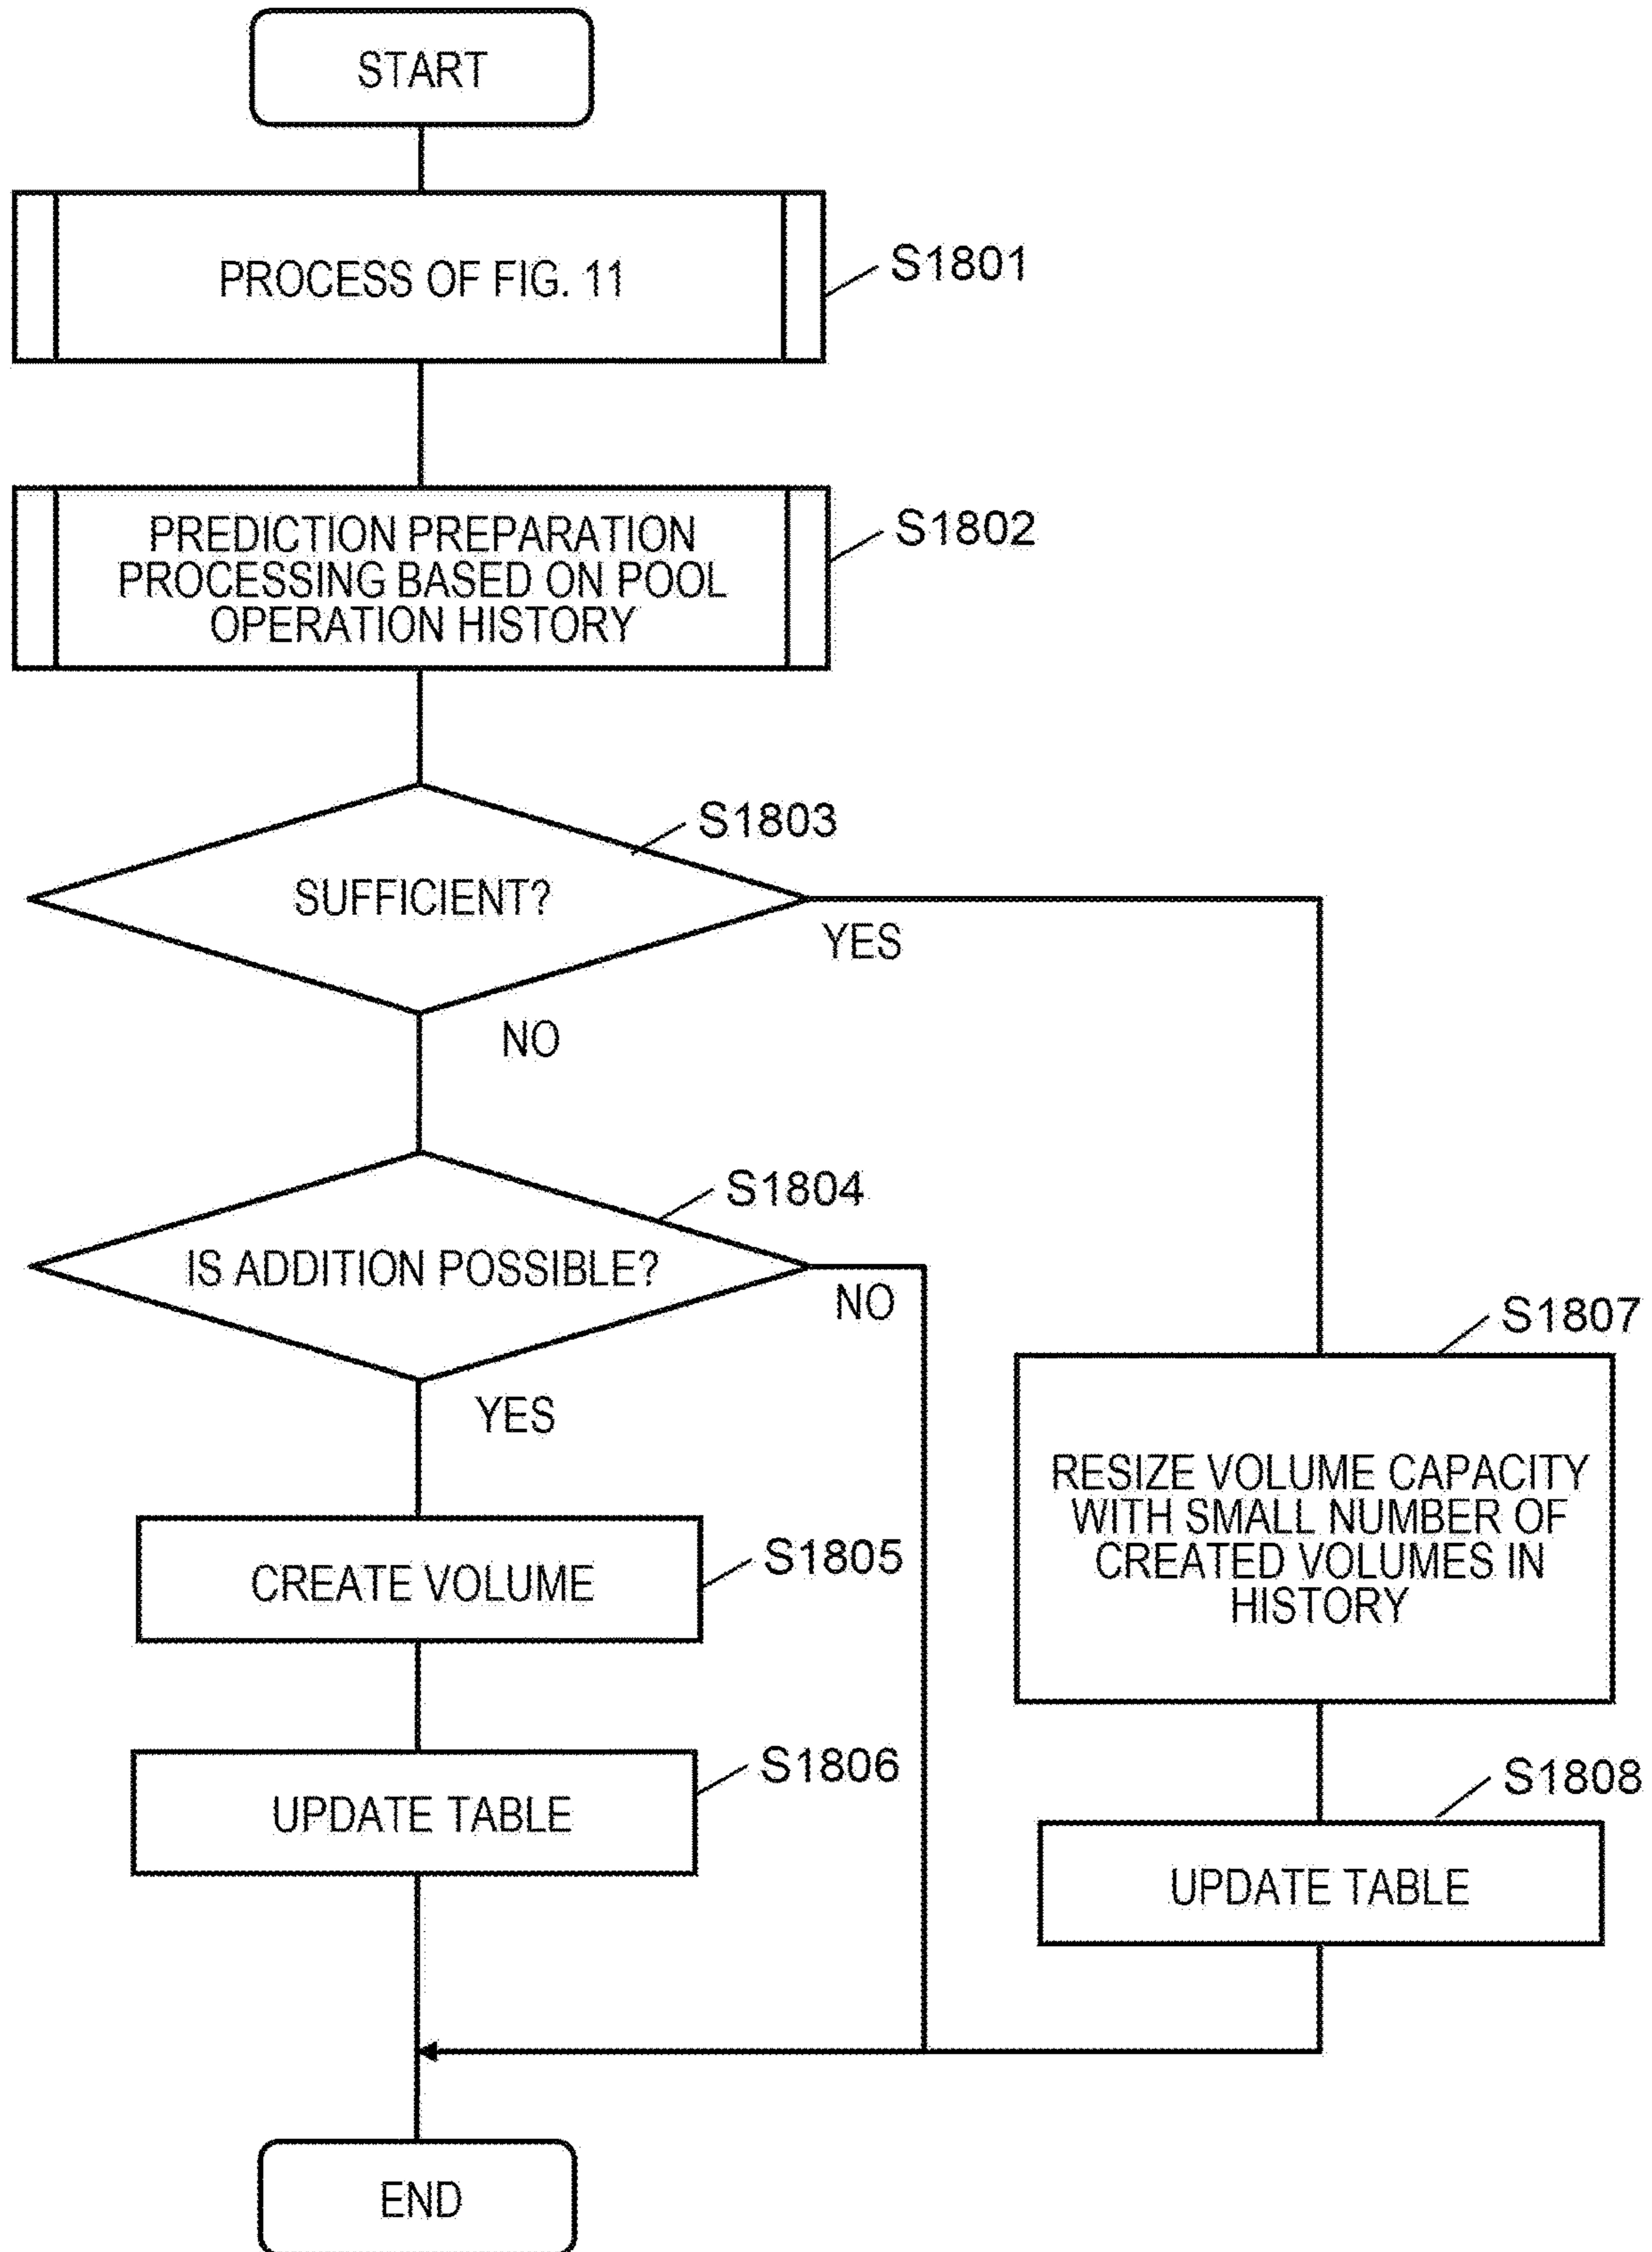 START
PROCESS OF FIG. 11
S1801
PREDICTION PREPARATION
PROCESSING BASED ON POOL
OPERATION HISTORY
S1802
SUFFICIENT?
S1803
YES
NO
IS ADDITION POSSIBLE?
S1804
NO
YES
CREATE VOLUME
S1805
UPDATE TABLE
S1806
RESIZE VOLUME CAPACITY
WITH SMALL NUMBER OF
CREATED VOLUMES IN
HISTORY
S1807
UPDATE TABLE
S1808
END